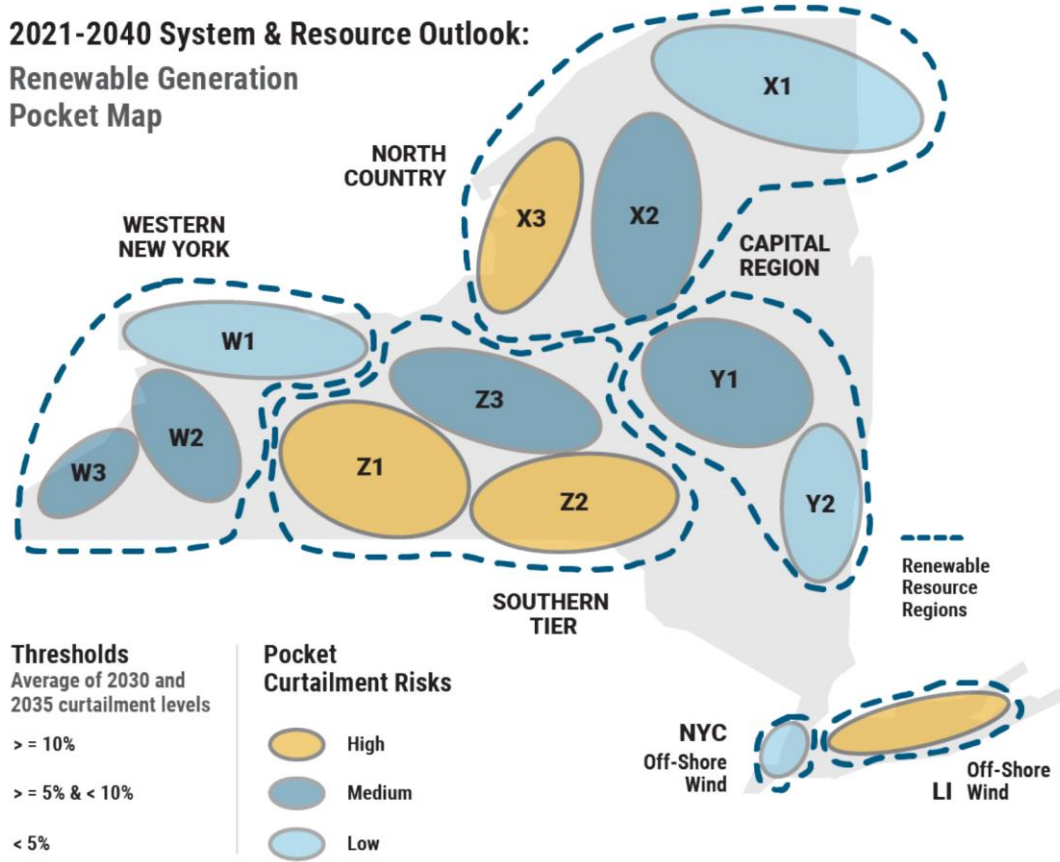 2021-2040 System & Resource Outlook:
Renewable Generation
Pocket Map
NORTH
COUNTRY
X1
X2
X3
WESTERN
NEW YORK
CAPITAL
REGION
W1
W2
W3
Z3
Z1
Z2
Y1
Y2
SOUTHERN
TIER
Renewable
Resource
Regions
Thresholds
Average of 2030 and
2035 curtailment levels
> = 10%
> = 5% & < 10%
< 5%
Pocket
Curtailment Risks
High
Medium
Low
NYC
Off-Shore
Wind
LI Off-Shore
Wind